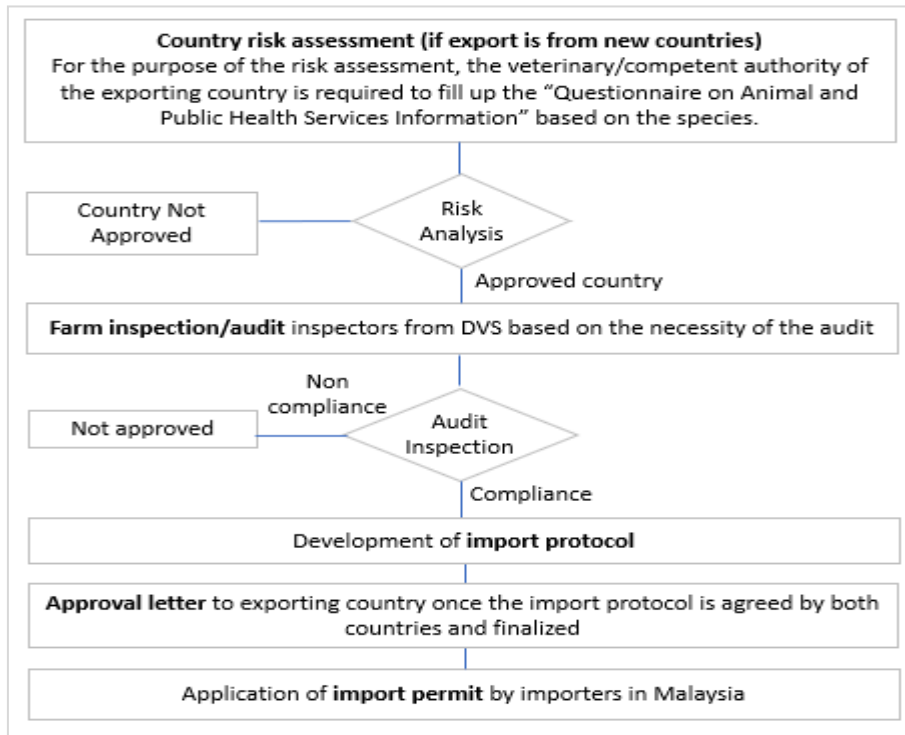 Country risk assessment (if export is from new countries)
For the purpose of the risk assessment, the veterinary/competent authority of
the exporting country is required to fill up the “Questionnaire on Animal and
Public Health Services Information” based on the species.
Country Not
Approved
Risk
Analysis
Approved country
Farm inspection/audit inspectors from DVS based on the necessity of the audit
Non
compliance
Not approved
Audit
Inspection
Compliance
Development of import protocol
Approval letter to exporting country once the import protocol is agreed by both
countries and finalized
Application of import permit by importers in Malaysia